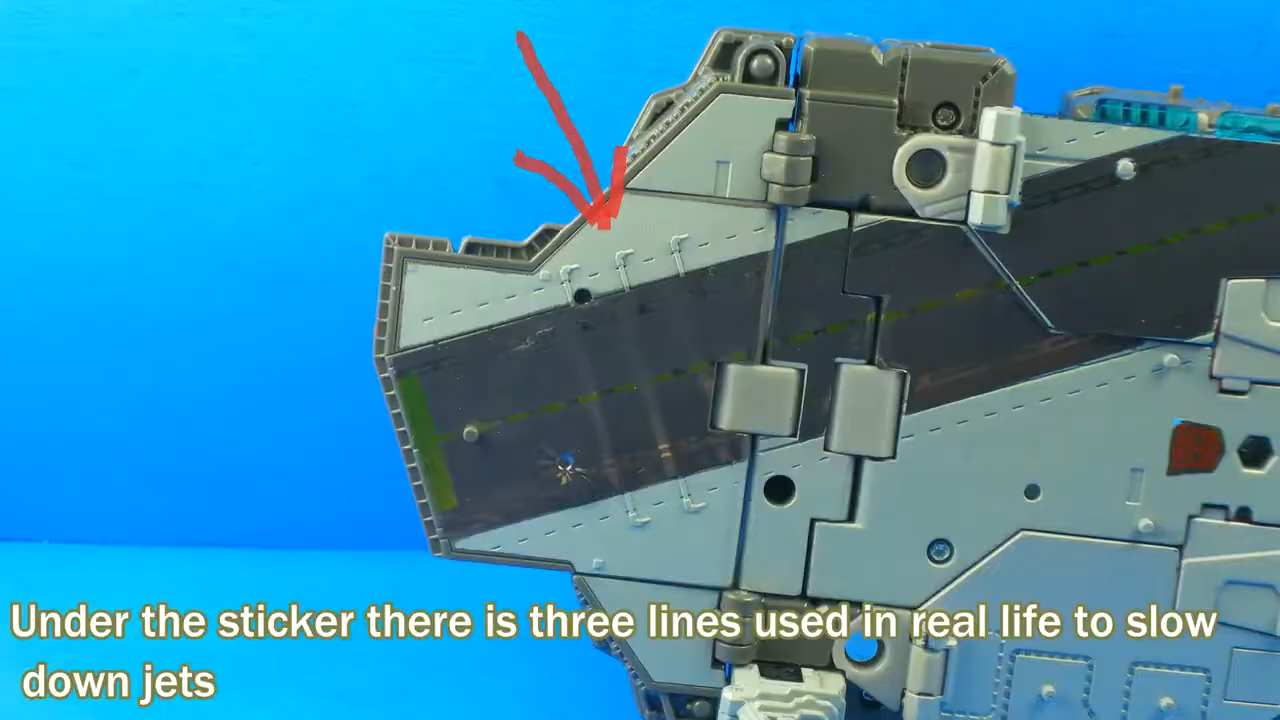 Under the sticker there is three lines used in real life to slow
down jets